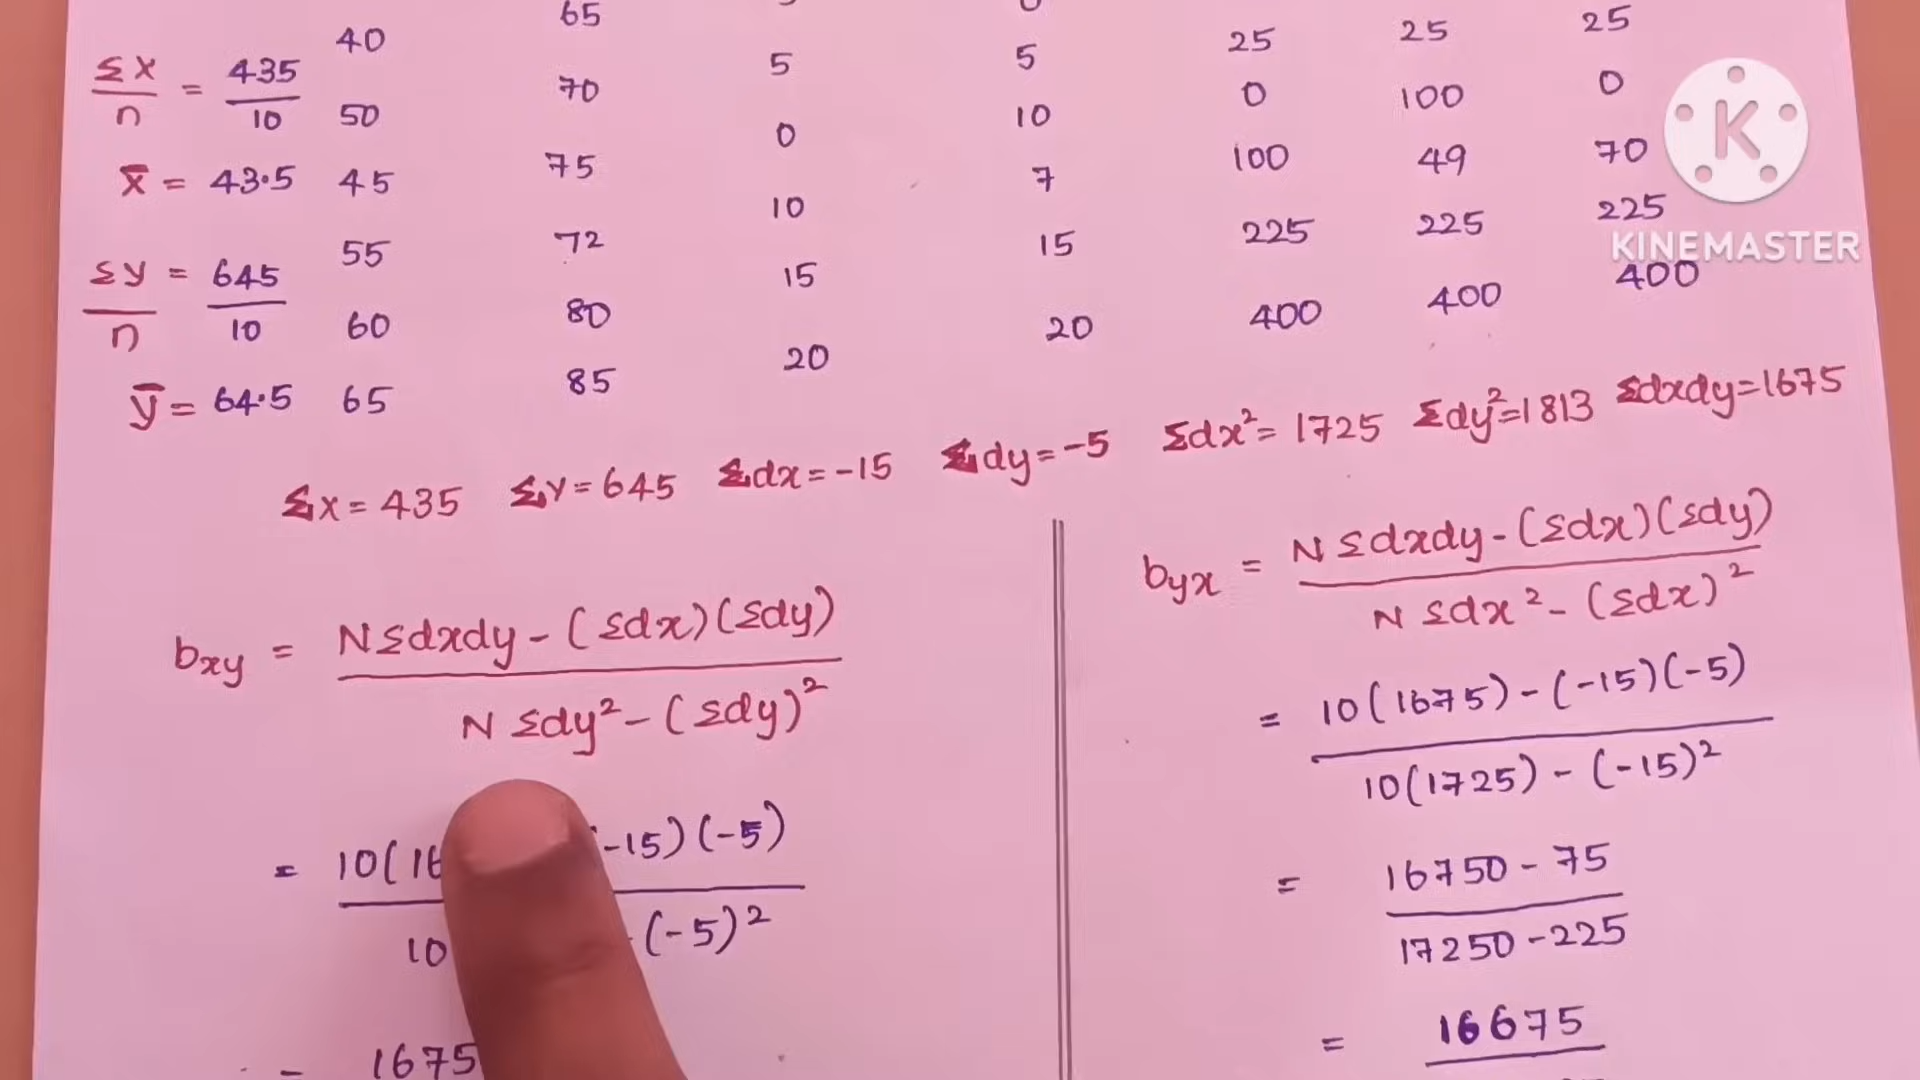 65
40 25 25 25
Σx/n = 435/10 5 5
50 70 0 100 0
0 10
x̄ = 43.5 45 75 100 49 70
10 7
Σy/n = 645/10 55 72 225 225 225
15 15
60 80 400 400 400
20 20
ȳ = 64.5 65 85
Σx = 435 Σy = 645 Σdx = -15 Σdy = -5 Σdx² = 1725 Σdy² = 1813 Σdxdy = 1675
bxy = NΣdxdy - (Σdx)(Σdy)
NΣdy² - (Σdy)²
= 10( -15)(-5)
10 (-5)²
byx = NΣdxdy - (Σdx)(Σdy)
NΣdx² - (Σdx)²
= 10(1675) - (-15)(-5)
10(1725) - (-15)²
= 16750 - 75
17250 - 225
= 16675
K
KINEMASTER